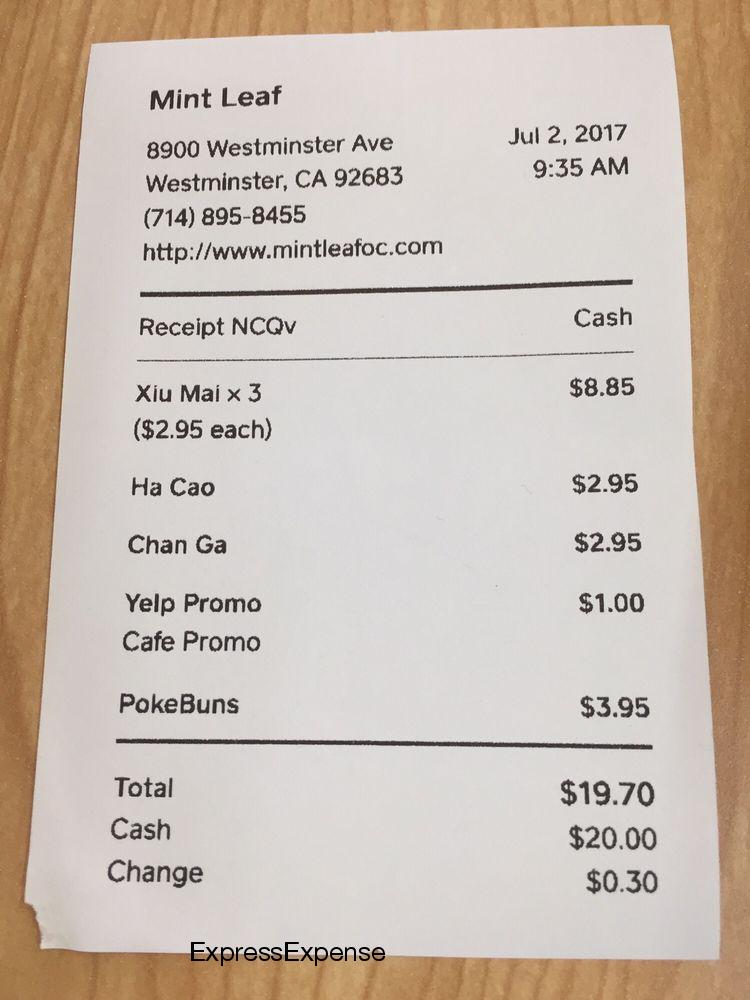 Mint Leaf
8900 Westminster Ave
Westminster, CA 92683
(714) 895-8455
http://www.mintleafoc.com
Jul 2, 2017
9:35 AM
Receipt NCQv Cash
Xiu Mai x 3 $8.85
($2.95 each)
Ha Cao $2.95
Chan Ga $2.95
Yelp Promo $1.00
Cafe Promo
PokeBuns $3.95
Total $19.70
Cash $20.00
Change $0.30
ExpressExpense